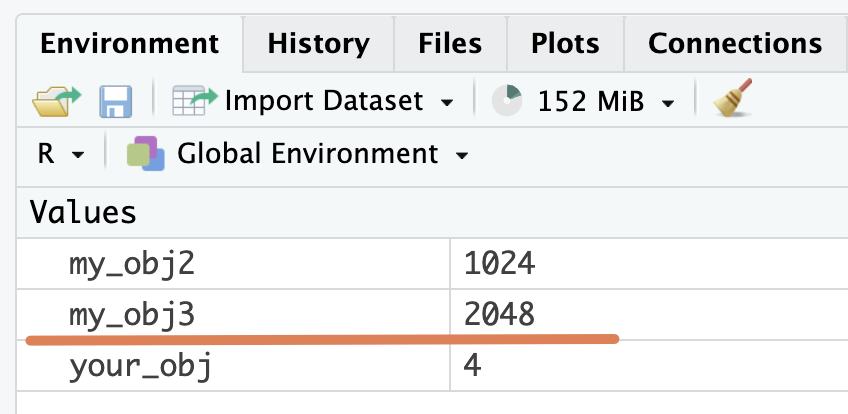 Environment History Files Plots Connections
Import Dataset 152 MiB
R Global Environment
Values
my_obj2 1024
my_obj3 2048
your_obj 4